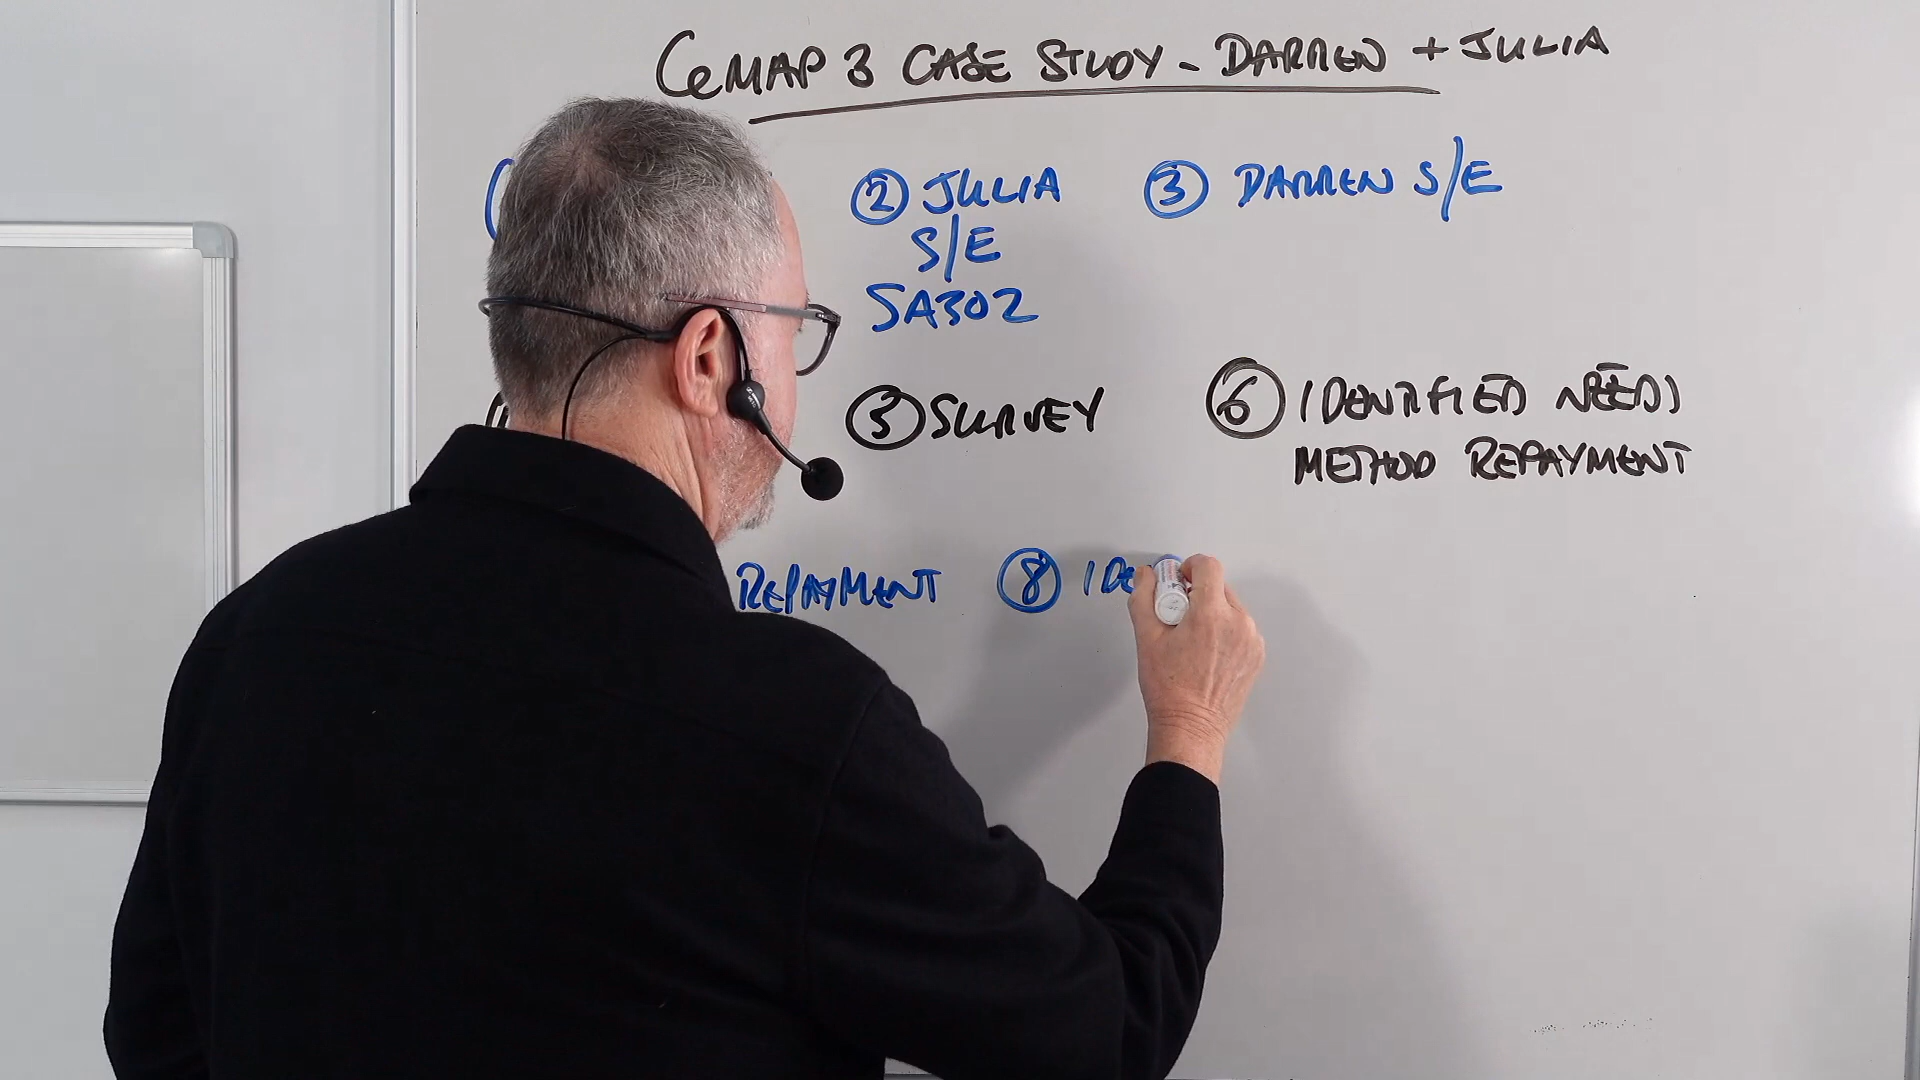 CeMAP 3 CASE STUDY - DARREN + JULIA
② JULIA
S/E
SA302
③ DARREN S/E
⑤ SURVEY
⑥ IDENTIFIED NEEDS
METHOD REPAYMENT
REPAYMENT
⑧ IDE